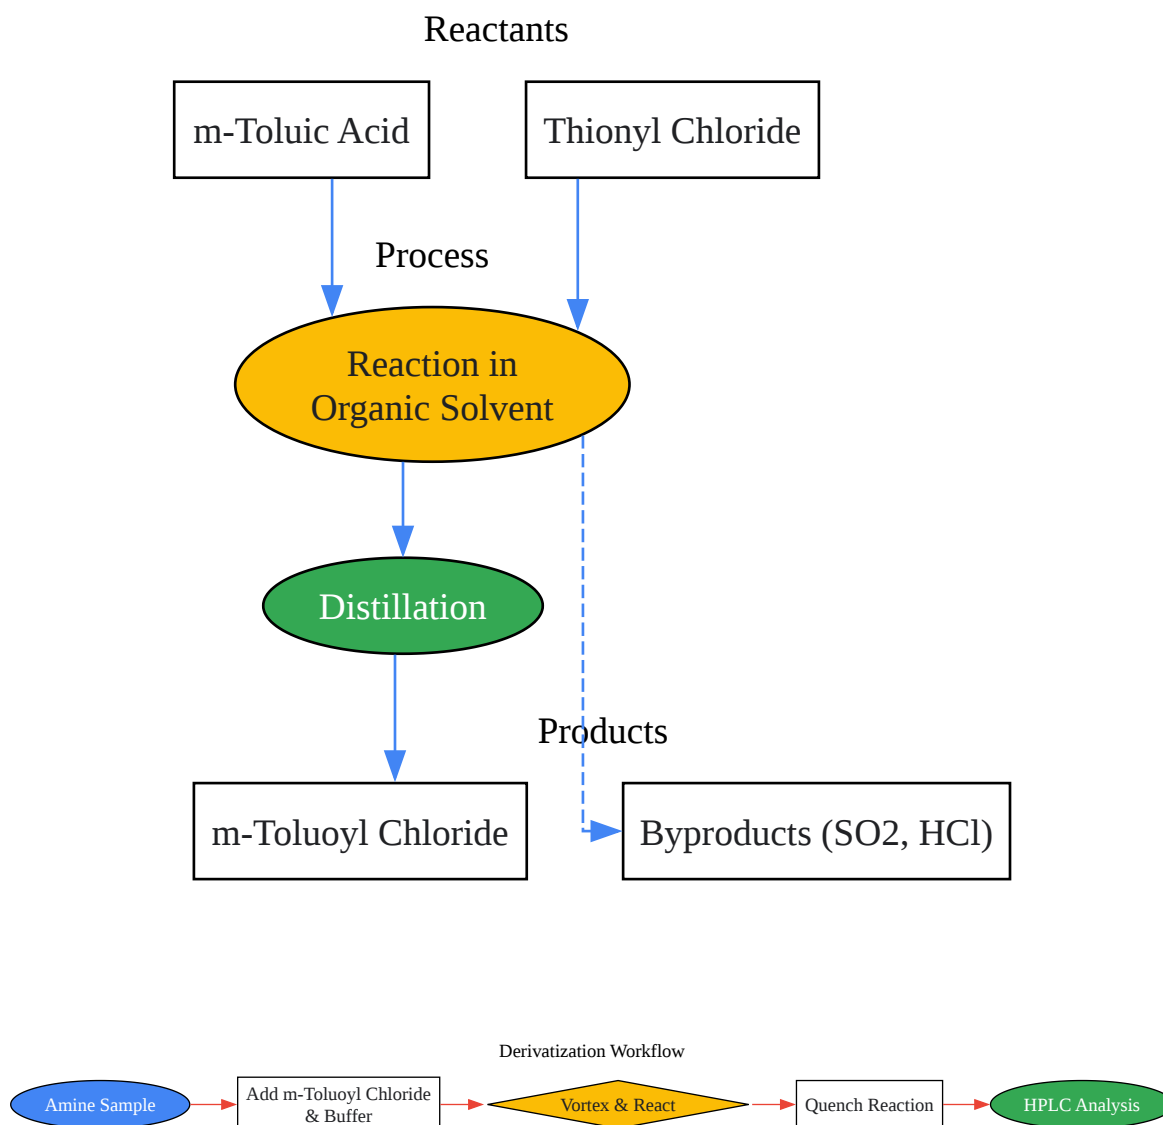 Reactants
m-Toluic Acid
Thionyl Chloride
Process
Reaction in
Organic Solvent
Distillation
Products
m-Toluoyl Chloride
Byproducts (SO2, HCl)
Derivatization Workflow
Amine Sample
Add m-Toluoyl Chloride
& Buffer
Vortex & React
Quench Reaction
HPLC Analysis